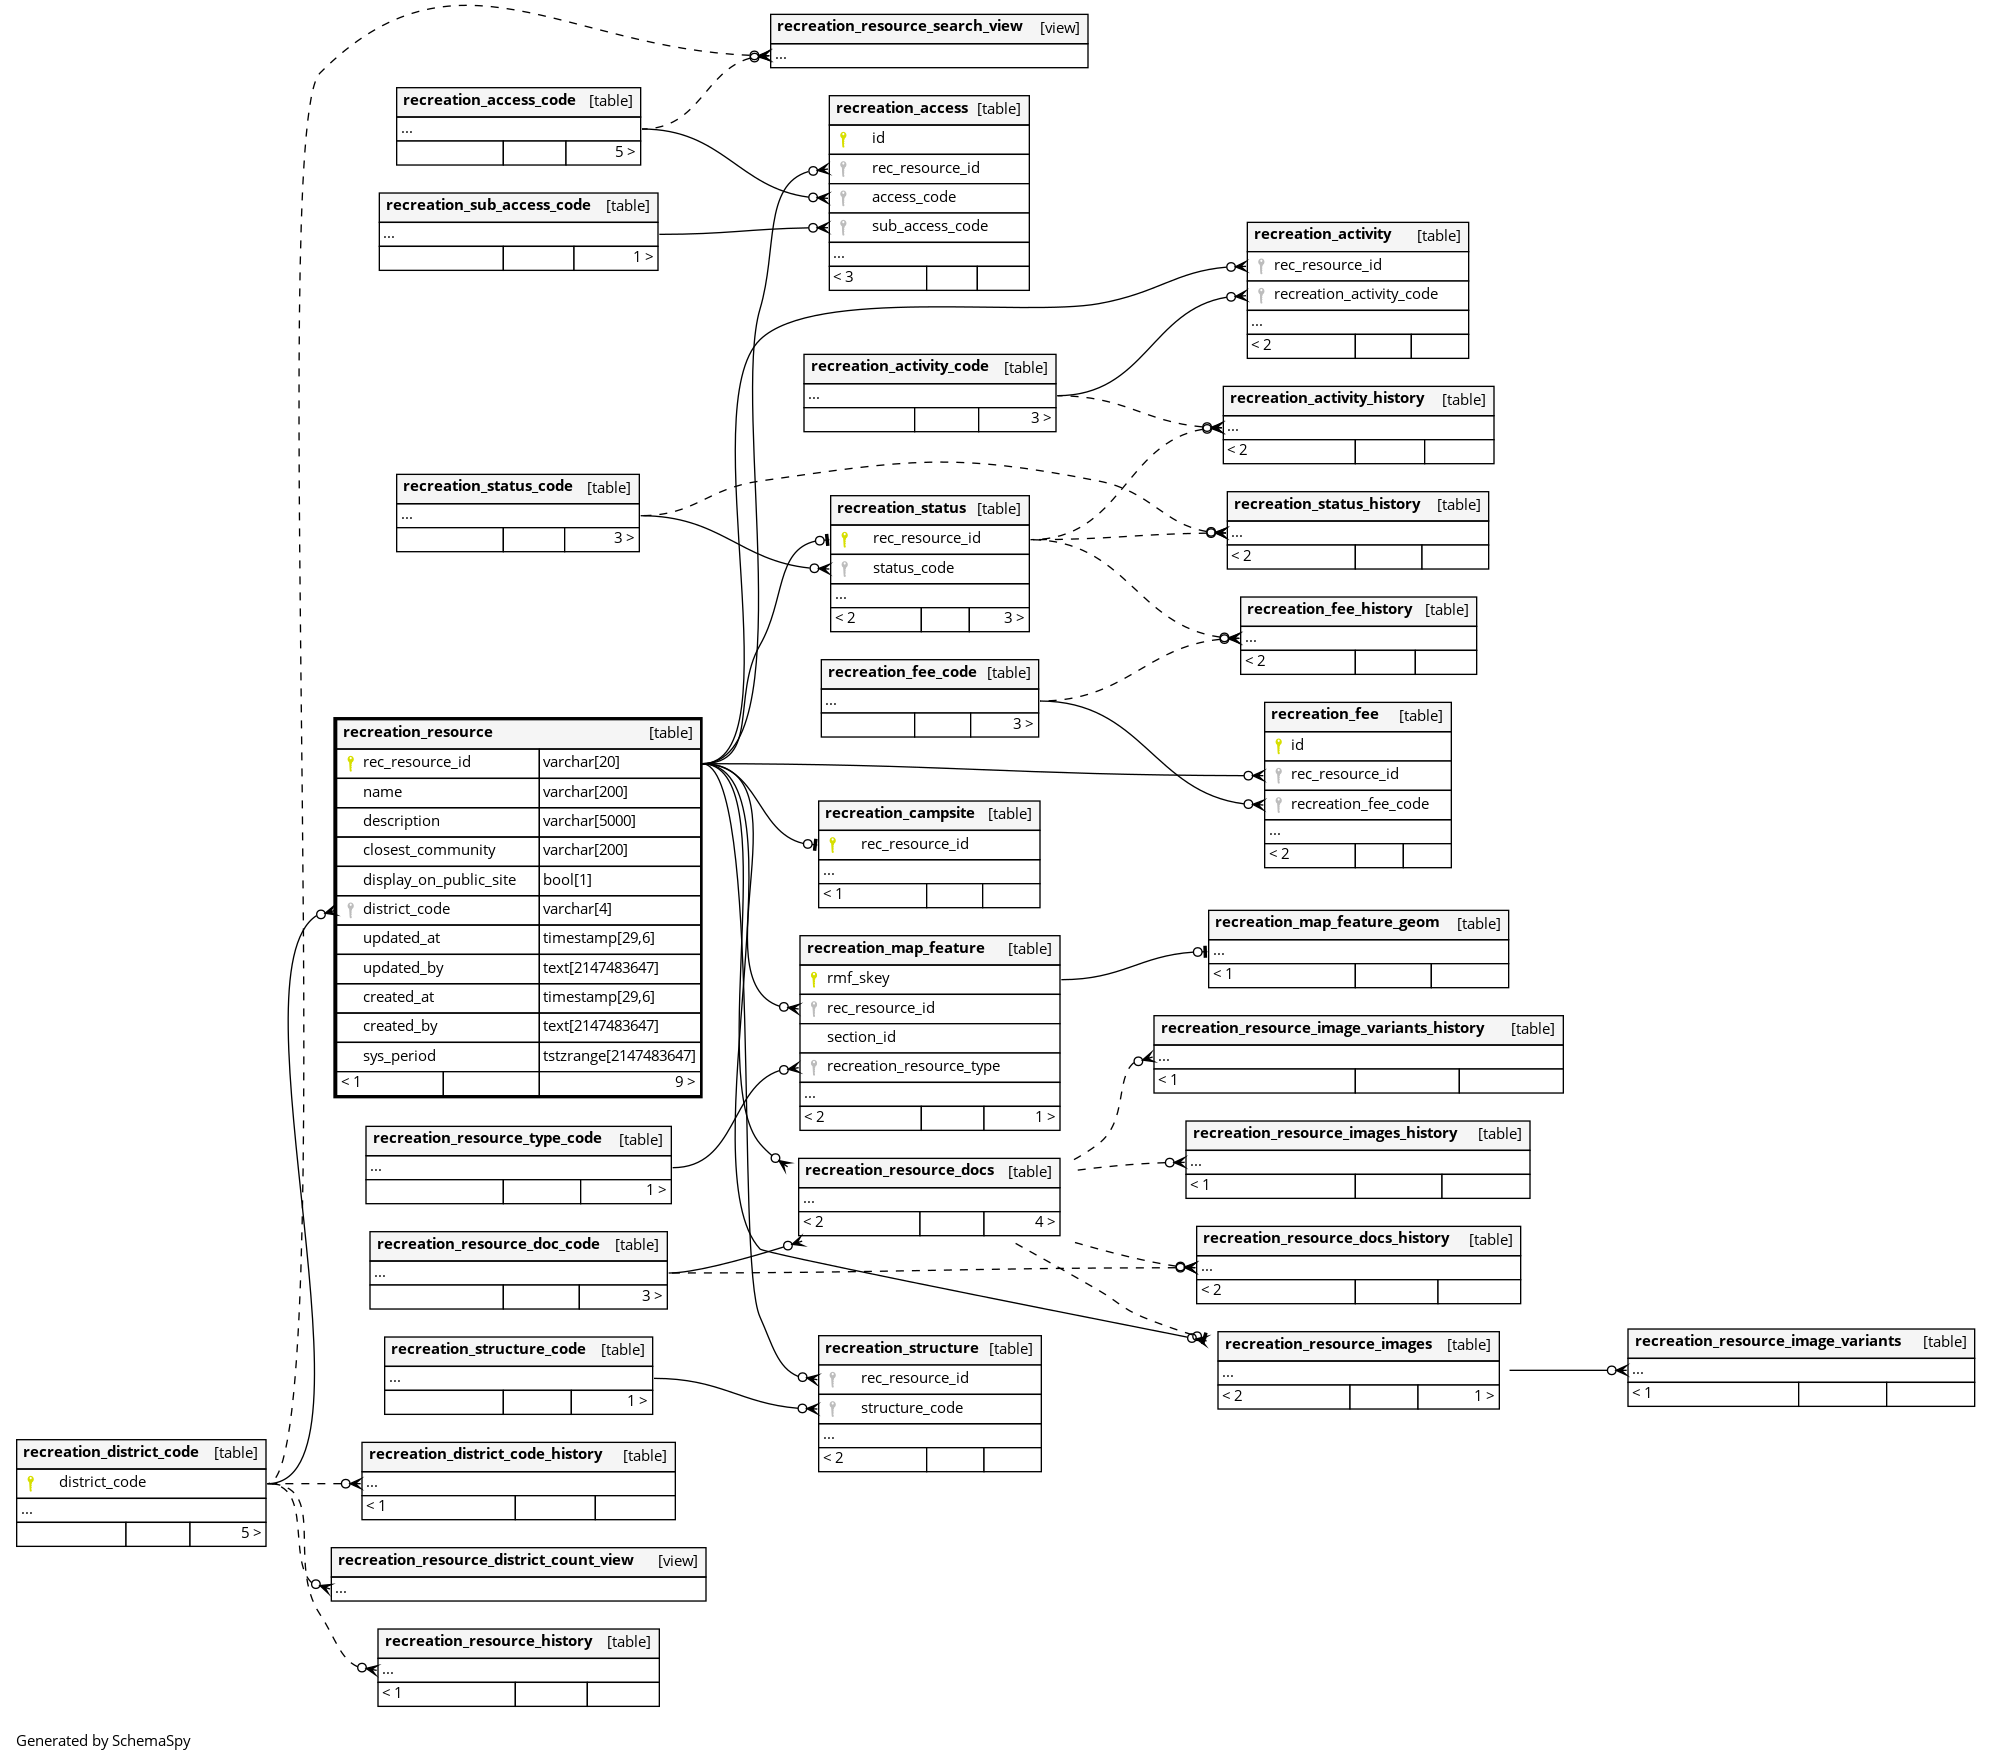 recreation_resource_search_view [view]
...
recreation_access_code [table]
...
5 >
recreation_access [table]
id
rec_resource_id
access_code
sub_access_code
...
< 3
recreation_sub_access_code [table]
...
1 >
recreation_activity [table]
rec_resource_id
recreation_activity_code
...
< 2
recreation_activity_code [table]
...
3 >
recreation_activity_history [table]
...
< 2
recreation_status_code [table]
...
3 >
recreation_status [table]
rec_resource_id
status_code
...
< 2 3 >
recreation_status_history [table]
...
< 2
recreation_fee_history [table]
...
< 2
recreation_fee_code [table]
...
3 >
recreation_fee [table]
id
rec_resource_id
recreation_fee_code
...
< 2
recreation_resource [table]
rec_resource_id varchar[20]
name varchar[200]
description varchar[5000]
closest_community varchar[200]
display_on_public_site bool[1]
district_code varchar[4]
updated_at timestamp[29,6]
updated_by text[2147483647]
created_at timestamp[29,6]
created_by text[2147483647]
sys_period tstzrange[2147483647]
< 1 9 >
recreation_campsite [table]
rec_resource_id
...
< 1
recreation_map_feature [table]
rmf_skey
rec_resource_id
section_id
recreation_resource_type
...
< 2 1 >
recreation_map_feature_geom [table]
...
< 1
recreation_resource_image_variants_history [table]
...
< 1
recreation_resource_type_code [table]
...
1 >
recreation_resource_docs [table]
...
< 2 4 >
recreation_resource_images_history [table]
...
< 1
recreation_resource_doc_code [table]
...
3 >
recreation_resource_docs_history [table]
...
< 2
recreation_structure_code [table]
...
1 >
recreation_structure [table]
rec_resource_id
structure_code
...
< 2
recreation_resource_images [table]
...
< 2 1 >
recreation_resource_image_variants [table]
...
< 1
recreation_district_code [table]
district_code
...
5 >
recreation_district_code_history [table]
...
< 1
recreation_resource_district_count_view [view]
...
recreation_resource_history [table]
...
< 1
Generated by SchemaSpy